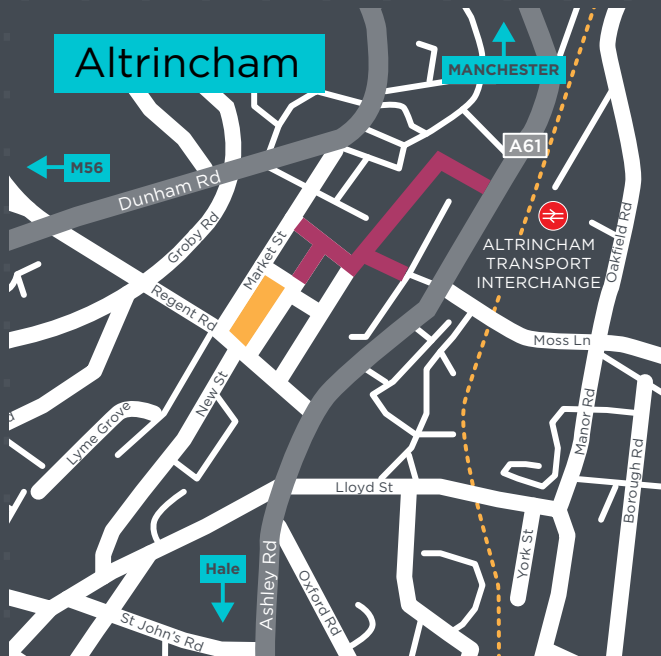 Altrincham
MANCHESTER
A61
M56
Dunham Rd
Groby Rd
Market St
ALTRINCHAM
TRANSPORT
INTERCHANGE
Oakfield Rd
Regent Rd
Moss Ln
New St
Lyme Grove
Manor Rd
Borough Rd
Lloyd St
York St
Hale
Ashley Rd
Oxford Rd
St John's Rd